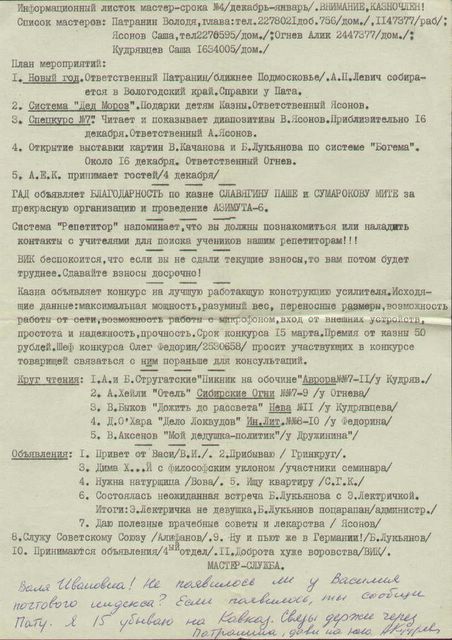 Информационный листок мастер-срока №4/декабрь-январь/.ВНИМАНИЕ,КАЗНОЧЛЕН!
Список мастеров: Патранин Володя,глава:тел.2278021доб.756/дом./,1147377/раб/;
Ясонов Саша,тел2270595/дом./;Огнев Алик 2447377/дом./;
Кудрявцев Саша 1634005/дом./
План мероприятий:
1. Новый год.Ответственный Патранин/ближнее Подмосковье/.А.Н.Левич собира-
ется в Вологодский край.Справки у Пата.
2. Система "Дед Мороз".Подарки детям Казны.Ответственный Ясонов.
3. Спецкурс №7. Читает и показывает диапозитивы В.Ясонов.Приблизительно 16
декабря.Ответственный А.Ясонов.
4. Открытие выставки картин В.Качанова и Б.Лукьянова по системе "Богема".
Около 16 декабря. Ответственный Огнев.
5. А.Е.К. принимает гостей/4 декабря/
ГАД объявляет БЛАГОДАРНОСТЬ по казне СЛАВЯГИНУ ПАШЕ и СУМАРОКОВУ МИТЕ за
прекрасную организацию и проведение АЗИМУТА-6.
Система "Репетитор" напоминает,что вы должны познакомиться или наладить
контакты с учителями для поиска учеников нашим репетиторам!!!
ВИК беспокоится,что если вы не сдали текущие взносы,то вам потом будет
труднее.Сдавайте взносы досрочно!
Казна объявляет конкурс на лучшую работающую конструкцию усилителя.Исходя-
щие данные:максимальная мощность,разумный вес, переносные размеры,возможность
работы от сети,возможность работы с микрофоном,вход от внешних устройств,
простота и надежность,прочность.Срок конкурса 15 марта.Премия от казны 50
рублей.Шеф конкурса Олег Федорин/2530658/ просит участвующих в конкурсе
товарищей связаться с ним пораньше для консультаций.
Круг чтения: 1.А.и Б.Стругатские"Пикник на обочине"Аврора№№7-11/у Кудряв./
2. А.Хейли "Отель" Сибирские Огни №№7-9 /у Огнева/
3. В.Быков "Дожить до рассвета" Нева №11 /у Кудрявцева/
4. Д.О'Хара "Дело Локвудов" Ин.Лит.№№8-10 /у Федорина/
5. В.Аксенов "Мой дедушка-политик"/у Дружинина"/
Объявления: 1. Привет от Васи/В.И./. 2.Прибываю / Гринкруг/.
3. Дима Х...й с философским уклоном /участники семинара/
4. Нужна натурщица /Вова/. 5. Ищу квартиру /С.Г.К./
6. Состоялась неожиданная встреча Б.Лукьянова с Э.Лектричкой.
Итоги:Э.Лектричка не девушка,Б.Лукьянов поцарапан/администр./
7. Даю полезные врачебные советы и лекарства / Ясонов/
8.Служу Советскому Союзу /Алифанов/.9. Ну и пьют же в Германии!/Б.Лукьянов/
10. Принимаются объявления/4ый отдел/.11.Доброта хуже воровства/ВИК/.
МАСТЕР-СЛУЖБА.
Валя Ивановна! Не появилось ли у Василия
почтового индекса? Если появилось, ты сообщи
Пату. Я 15 убываю на Кавказ. Связь держи через
Патранина,